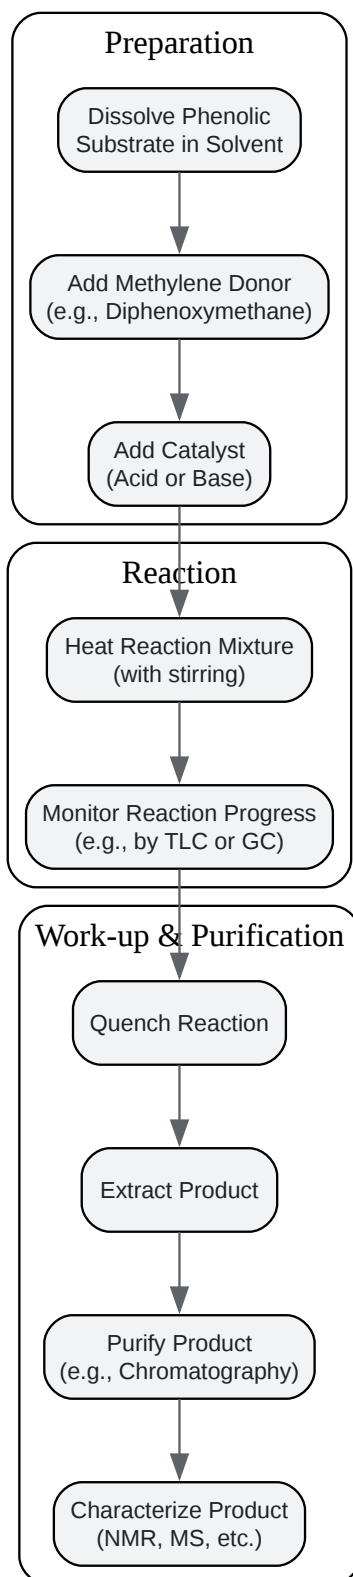 Preparation
Dissolve Phenolic
Substrate in Solvent
Add Methylene Donor
(e.g., Diphenoxymethane)
Add Catalyst
(Acid or Base)
Reaction
Heat Reaction Mixture
(with stirring)
Monitor Reaction Progress
(e.g., by TLC or GC)
Work-up & Purification
Quench Reaction
Extract Product
Purify Product
(e.g., Chromatography)
Characterize Product
(NMR, MS, etc.)